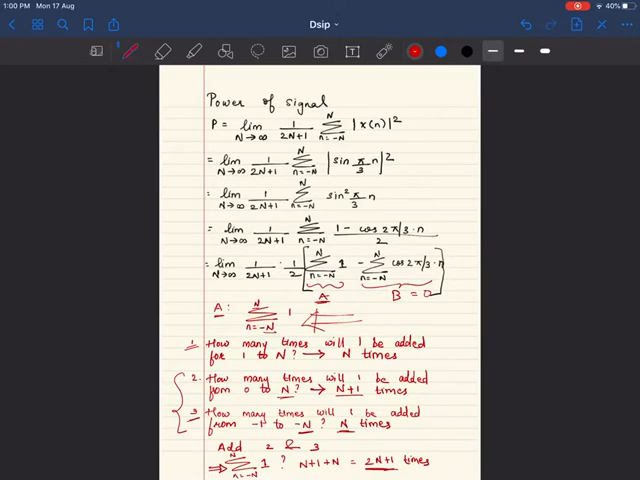 1:00 PM Mon 17 Aug
40%
Dsip
Power of signal
P = lim N→∞ 1/2N+1 Σ N n=-N |x(n)|²
= lim N→∞ 1/2N+1 Σ N n=-N |sin π/3 n|²
= lim N→∞ 1/2N+1 Σ N n=-N sin² π/3 n
= lim N→∞ 1/2N+1 Σ N n=-N 1 - cos 2π/3 · n / 2
= lim N→∞ 1/2N+1 · 1/2 [ Σ N n=-N 1 - Σ N n=-N cos 2π/3 · n ]
A B = 0
A: Σ N n=-N 1
1. How many times will 1 be added
for 1 to N? → N times
2. How many times will 1 be added
from 0 to N? → N+1 times
3. How many times will 1 be added
from -1 to -N? N times
Add 2 & 3
⇒ Σ N n=-N 1 ? N+1+N = 2N+1 times